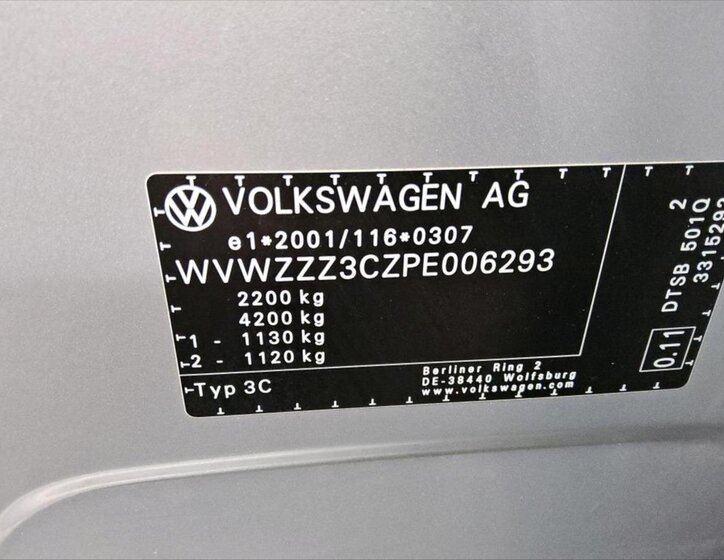 VOLKSWAGEN AG
e1*2001/116*0307
WVWZZZ3CZPE006293
2200 kg
4200 kg
1 - 1130 kg
2 - 1120 kg
Typ 3C
Berliner Ring 2
DE-38440 Wolfsburg
www.volkswagen.com
0.11
DTSB 501Q
2